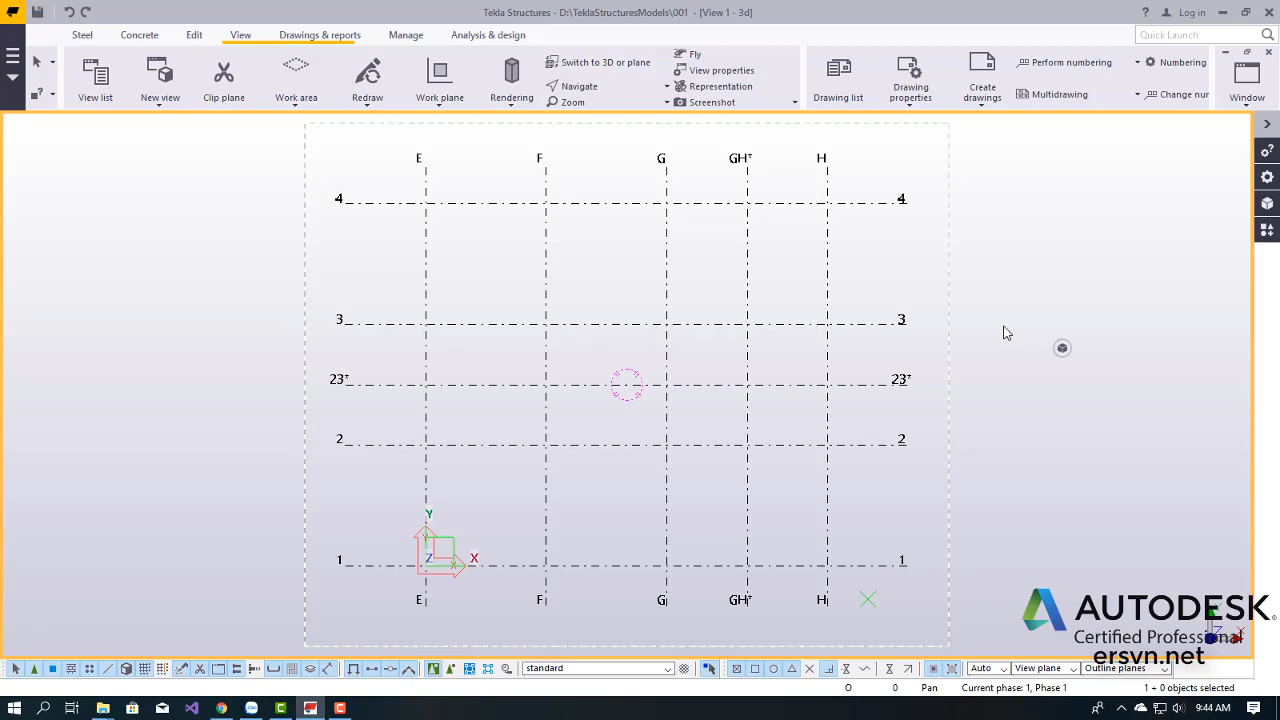 Tekla Structures - D:\TeklaStructuresModels\001 - [View 1 - 3d]
Log in
Steel
Concrete
Edit
View
Drawings & reports
Manage
Analysis & design
Quick Launch
View list
New view
Clip plane
Work area
Redraw
Work plane
Rendering
Switch to 3D or plane
Navigate
Zoom
Fly
View properties
Representation
Screenshot
Drawing list
Drawing properties
Create drawings
Perform numbering
Multidrawing
Numbering
Change num
Window
E F G GH* H
4 4
3 3
23* 23*
2 2
Y
Z X
1 1
E F G GH* H
AUTODESK.
Certified Professional
ersvn.net
standard
Auto
View plane
Outline planes
O 0 Pan Current phase: 1, Phase 1 1 + 0 objects selected
9:44 AM